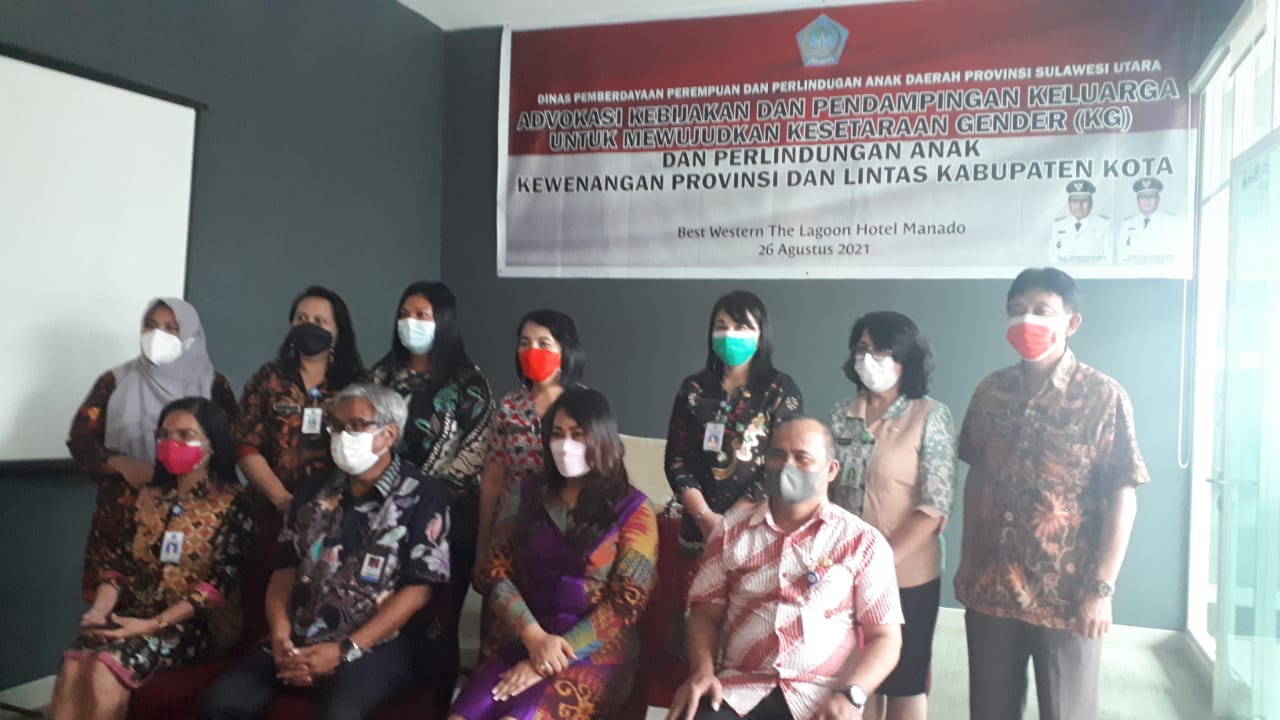 DINAS PEMBERDAYAAN PEREMPUAN DAN PERLINDUGAN ANAK DAERAH PROVINSI SULAWESI UTARA
ADVOKASI KEBIJAKAN DAN PENDAMPINGAN KELUARGA
UNTUK MEWUJUDKAN KESETARAAN GENDER (KG)
DAN PERLINDUNGAN ANAK
KEWENANGAN PROVINSI DAN LINTAS KABUPATEN KOTA
Best Western The Lagoon Hotel Manado
26 Agustus 2021